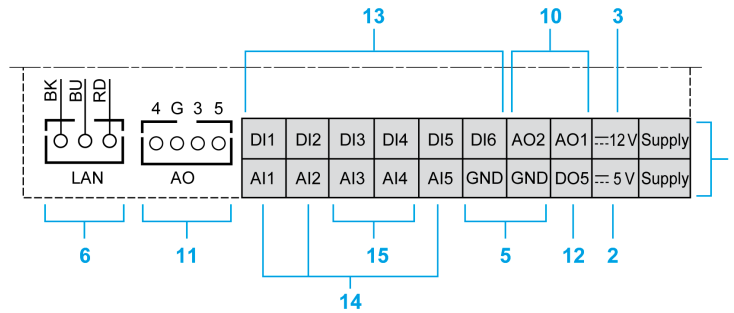 13 10 3
BK BU RD
4 G 3 5
DI1 DI2 DI3 DI4 DI5 DI6 AO2 AO1 ⎓12 V Supply
LAN AO AI1 AI2 AI3 AI4 AI5 GND GND DO5 ⎓ 5 V Supply
6 11 15 5 12 2
14